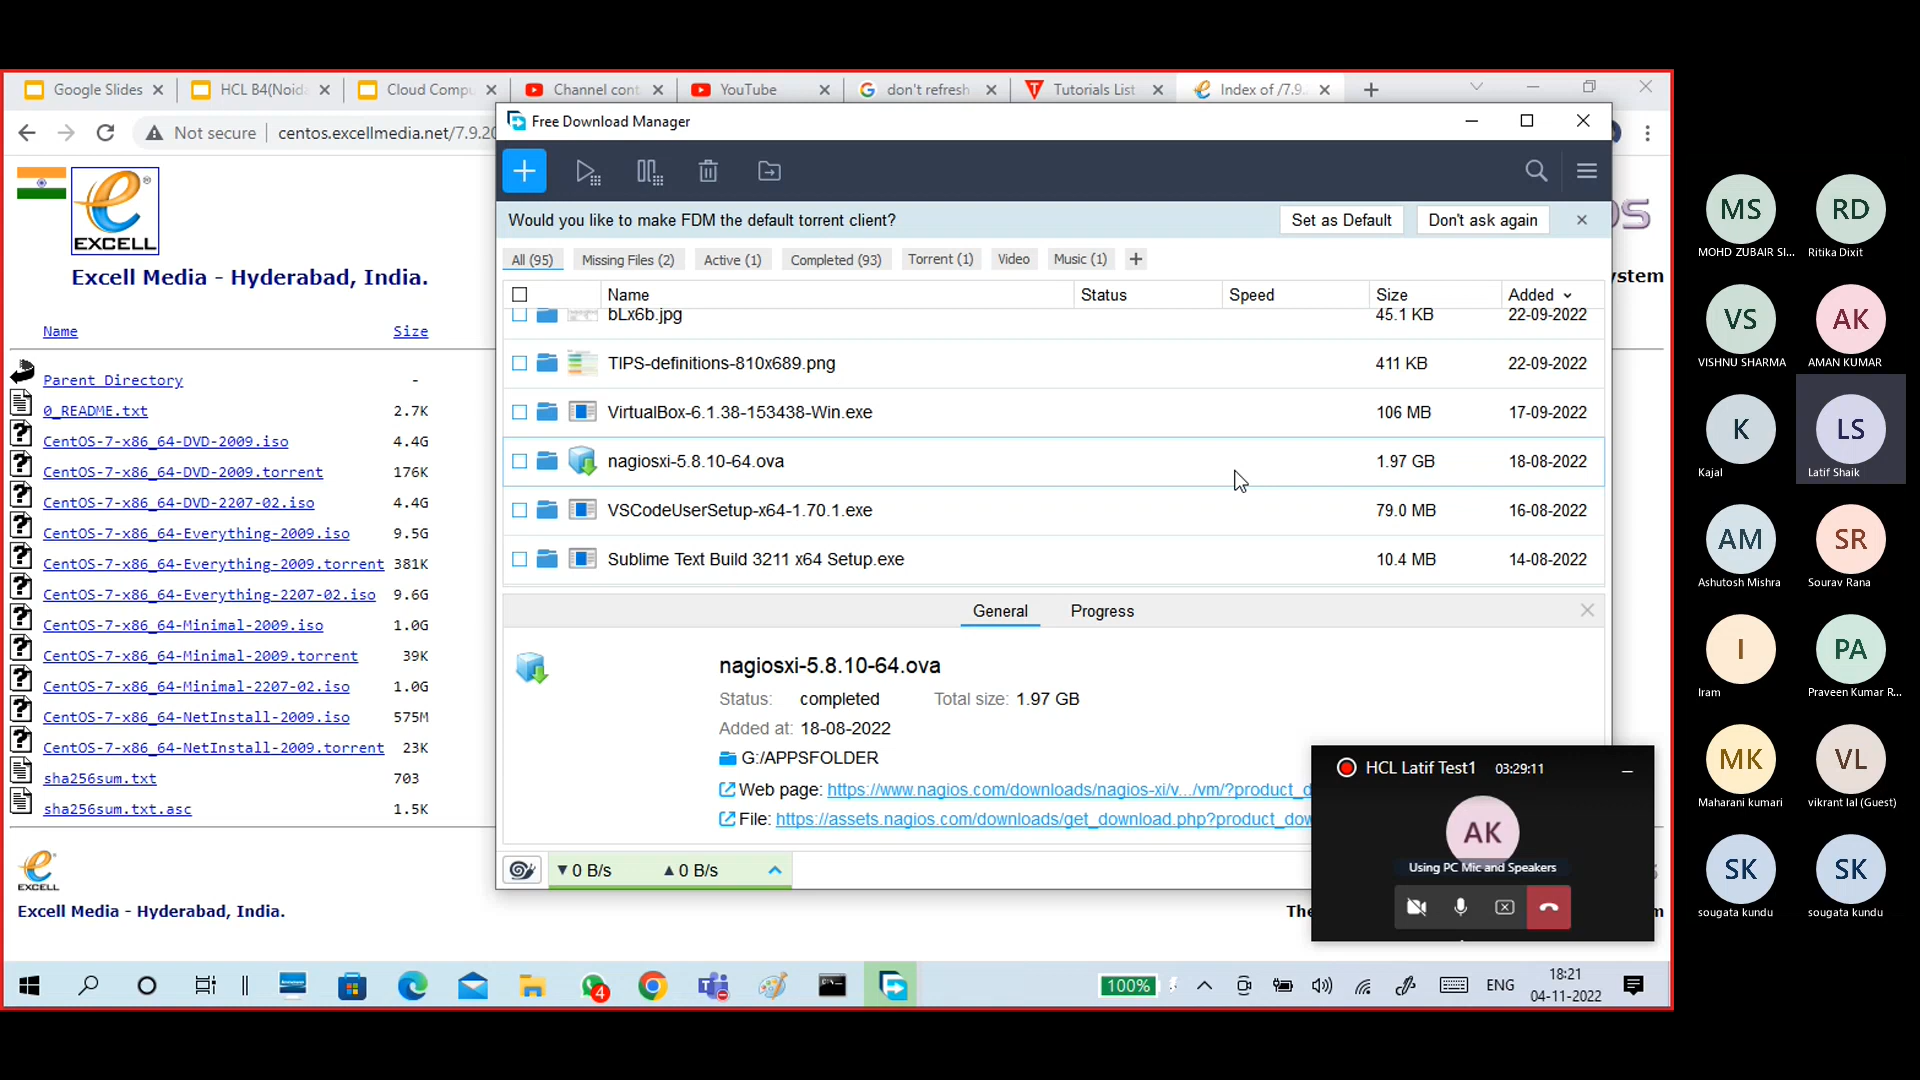 Google Slides
HCL B4(Noida
Cloud Compu
Channel cont
YouTube
don't refresh
Tutorials List
Index of /7.9.
Not secure
centos.excellmedia.net/7.9.20
Free Download Manager
Would you like to make FDM the default torrent client?
Set as Default
Don't ask again
All (95)
Missing Files (2)
Active (1)
Completed (93)
Torrent (1)
Video
Music (1)
Name
Status
Speed
Size
Added
bLx6b.jpg
45.1 KB
22-09-2022
TIPS-definitions-810x689.png
411 KB
22-09-2022
VirtualBox-6.1.38-153438-Win.exe
106 MB
17-09-2022
nagiosxi-5.8.10-64.ova
1.97 GB
18-08-2022
VSCodeUserSetup-x64-1.70.1.exe
79.0 MB
16-08-2022
Sublime Text Build 3211 x64 Setup.exe
10.4 MB
14-08-2022
General
Progress
nagiosxi-5.8.10-64.ova
Status: completed
Total size: 1.97 GB
Added at: 18-08-2022
G:/APPSFOLDER
Web page: https://www.nagios.com/downloads/nagios-xi/v.../vm/?product_d
File: https://assets.nagios.com/downloads/get_download.php?product_dow
0 B/s
0 B/s
EXCELL
Excell Media - Hyderabad, India.
OS
ystem
Name
Size
Parent Directory -
0_README.txt 2.7K
CentOS-7-x86_64-DVD-2009.iso 4.4G
CentOS-7-x86_64-DVD-2009.torrent 176K
CentOS-7-x86_64-DVD-2207-02.iso 4.4G
CentOS-7-x86_64-Everything-2009.iso 9.5G
CentOS-7-x86_64-Everything-2009.torrent 381K
CentOS-7-x86_64-Everything-2207-02.iso 9.6G
CentOS-7-x86_64-Minimal-2009.iso 1.0G
CentOS-7-x86_64-Minimal-2009.torrent 39K
CentOS-7-x86_64-Minimal-2207-02.iso 1.0G
CentOS-7-x86_64-NetInstall-2009.iso 575M
CentOS-7-x86_64-NetInstall-2009.torrent 23K
sha256sum.txt 703
sha256sum.txt.asc 1.5K
EXCELL
Excell Media - Hyderabad, India.
The
m
HCL Latif Test1
03:29:11
AK
Using PC Mic and Speakers
4
100%
ENG
18:21
04-11-2022
MS
MOHD ZUBAIR SI...
RD
Ritika Dixit
VS
VISHNU SHARMA
AK
AMAN KUMAR
K
Kajal
LS
Latif Shaik
AM
Ashutosh Mishra
SR
Sourav Rana
I
Iram
PA
Praveen Kumar R...
MK
Maharani kumari
VL
vikrant lal (Guest)
SK
sougata kundu
SK
sougata kundu